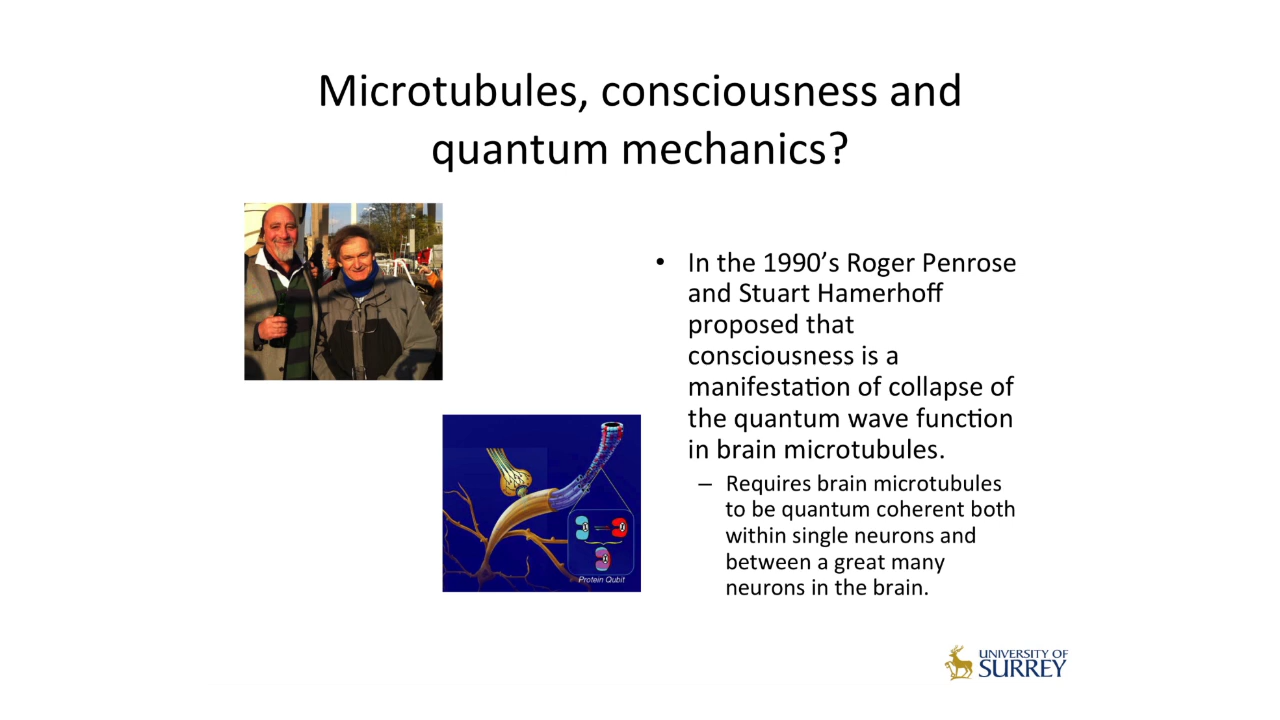 Microtubules, consciousness and
quantum mechanics?
• In the 1990’s Roger Penrose
and Stuart Hamerhoff
proposed that
consciousness is a
manifestation of collapse of
the quantum wave function
in brain microtubules.
– Requires brain microtubules
to be quantum coherent both
within single neurons and
between a great many
neurons in the brain.
Protein Qubit
UNIVERSITY OF
SURREY